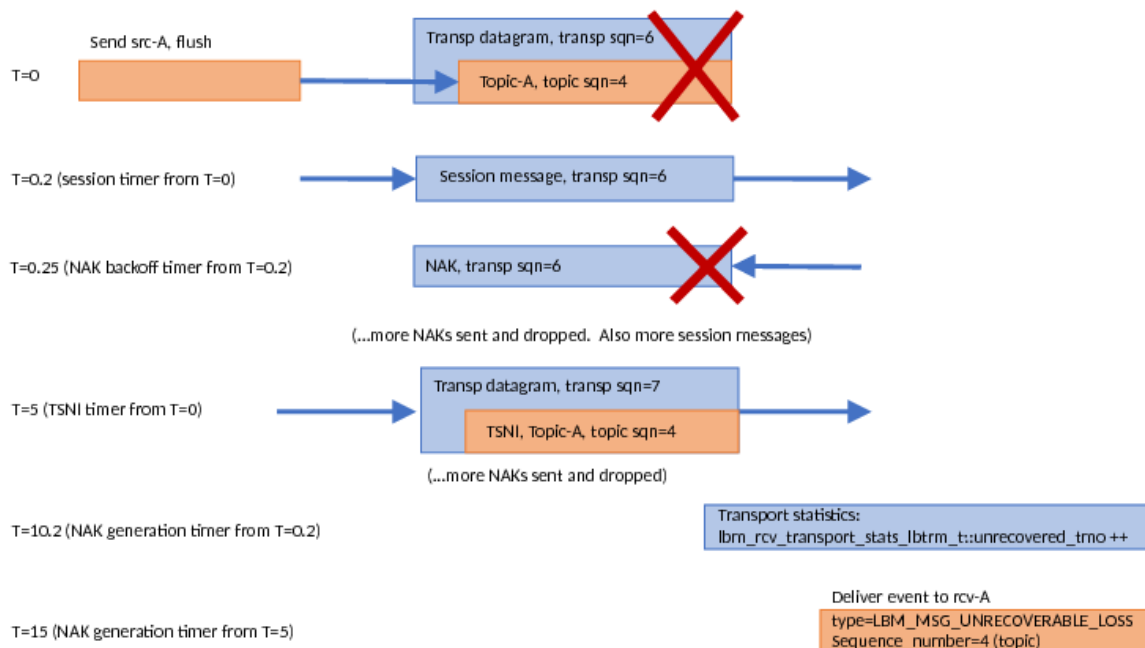 Send src-A, flush
Transp datagram, transp sqn=6
T=0
Topic-A, topic sqn=4
T=0.2 (session timer from T=0)
Session message, transp sqn=6
T=0.25 (NAK backoff timer from T=0.2)
NAK, transp sqn=6
(...more NAKs sent and dropped. Also more session messages)
Transp datagram, transp sqn=7
T=5 (TSNI timer from T=0)
TSNI, Topic-A, topic sqn=4
(...more NAKs sent and dropped)
T=10.2 (NAK generation timer from T=0.2)
Transport statistics:
lbm_rcv_transport_stats_lbtrm_t::unrecovered_tmo ++
Deliver event to rcv-A
T=15 (NAK generation timer from T=5)
type=LBM_MSG_UNRECOVERABLE_LOSS
Sequence_number=4 (topic)